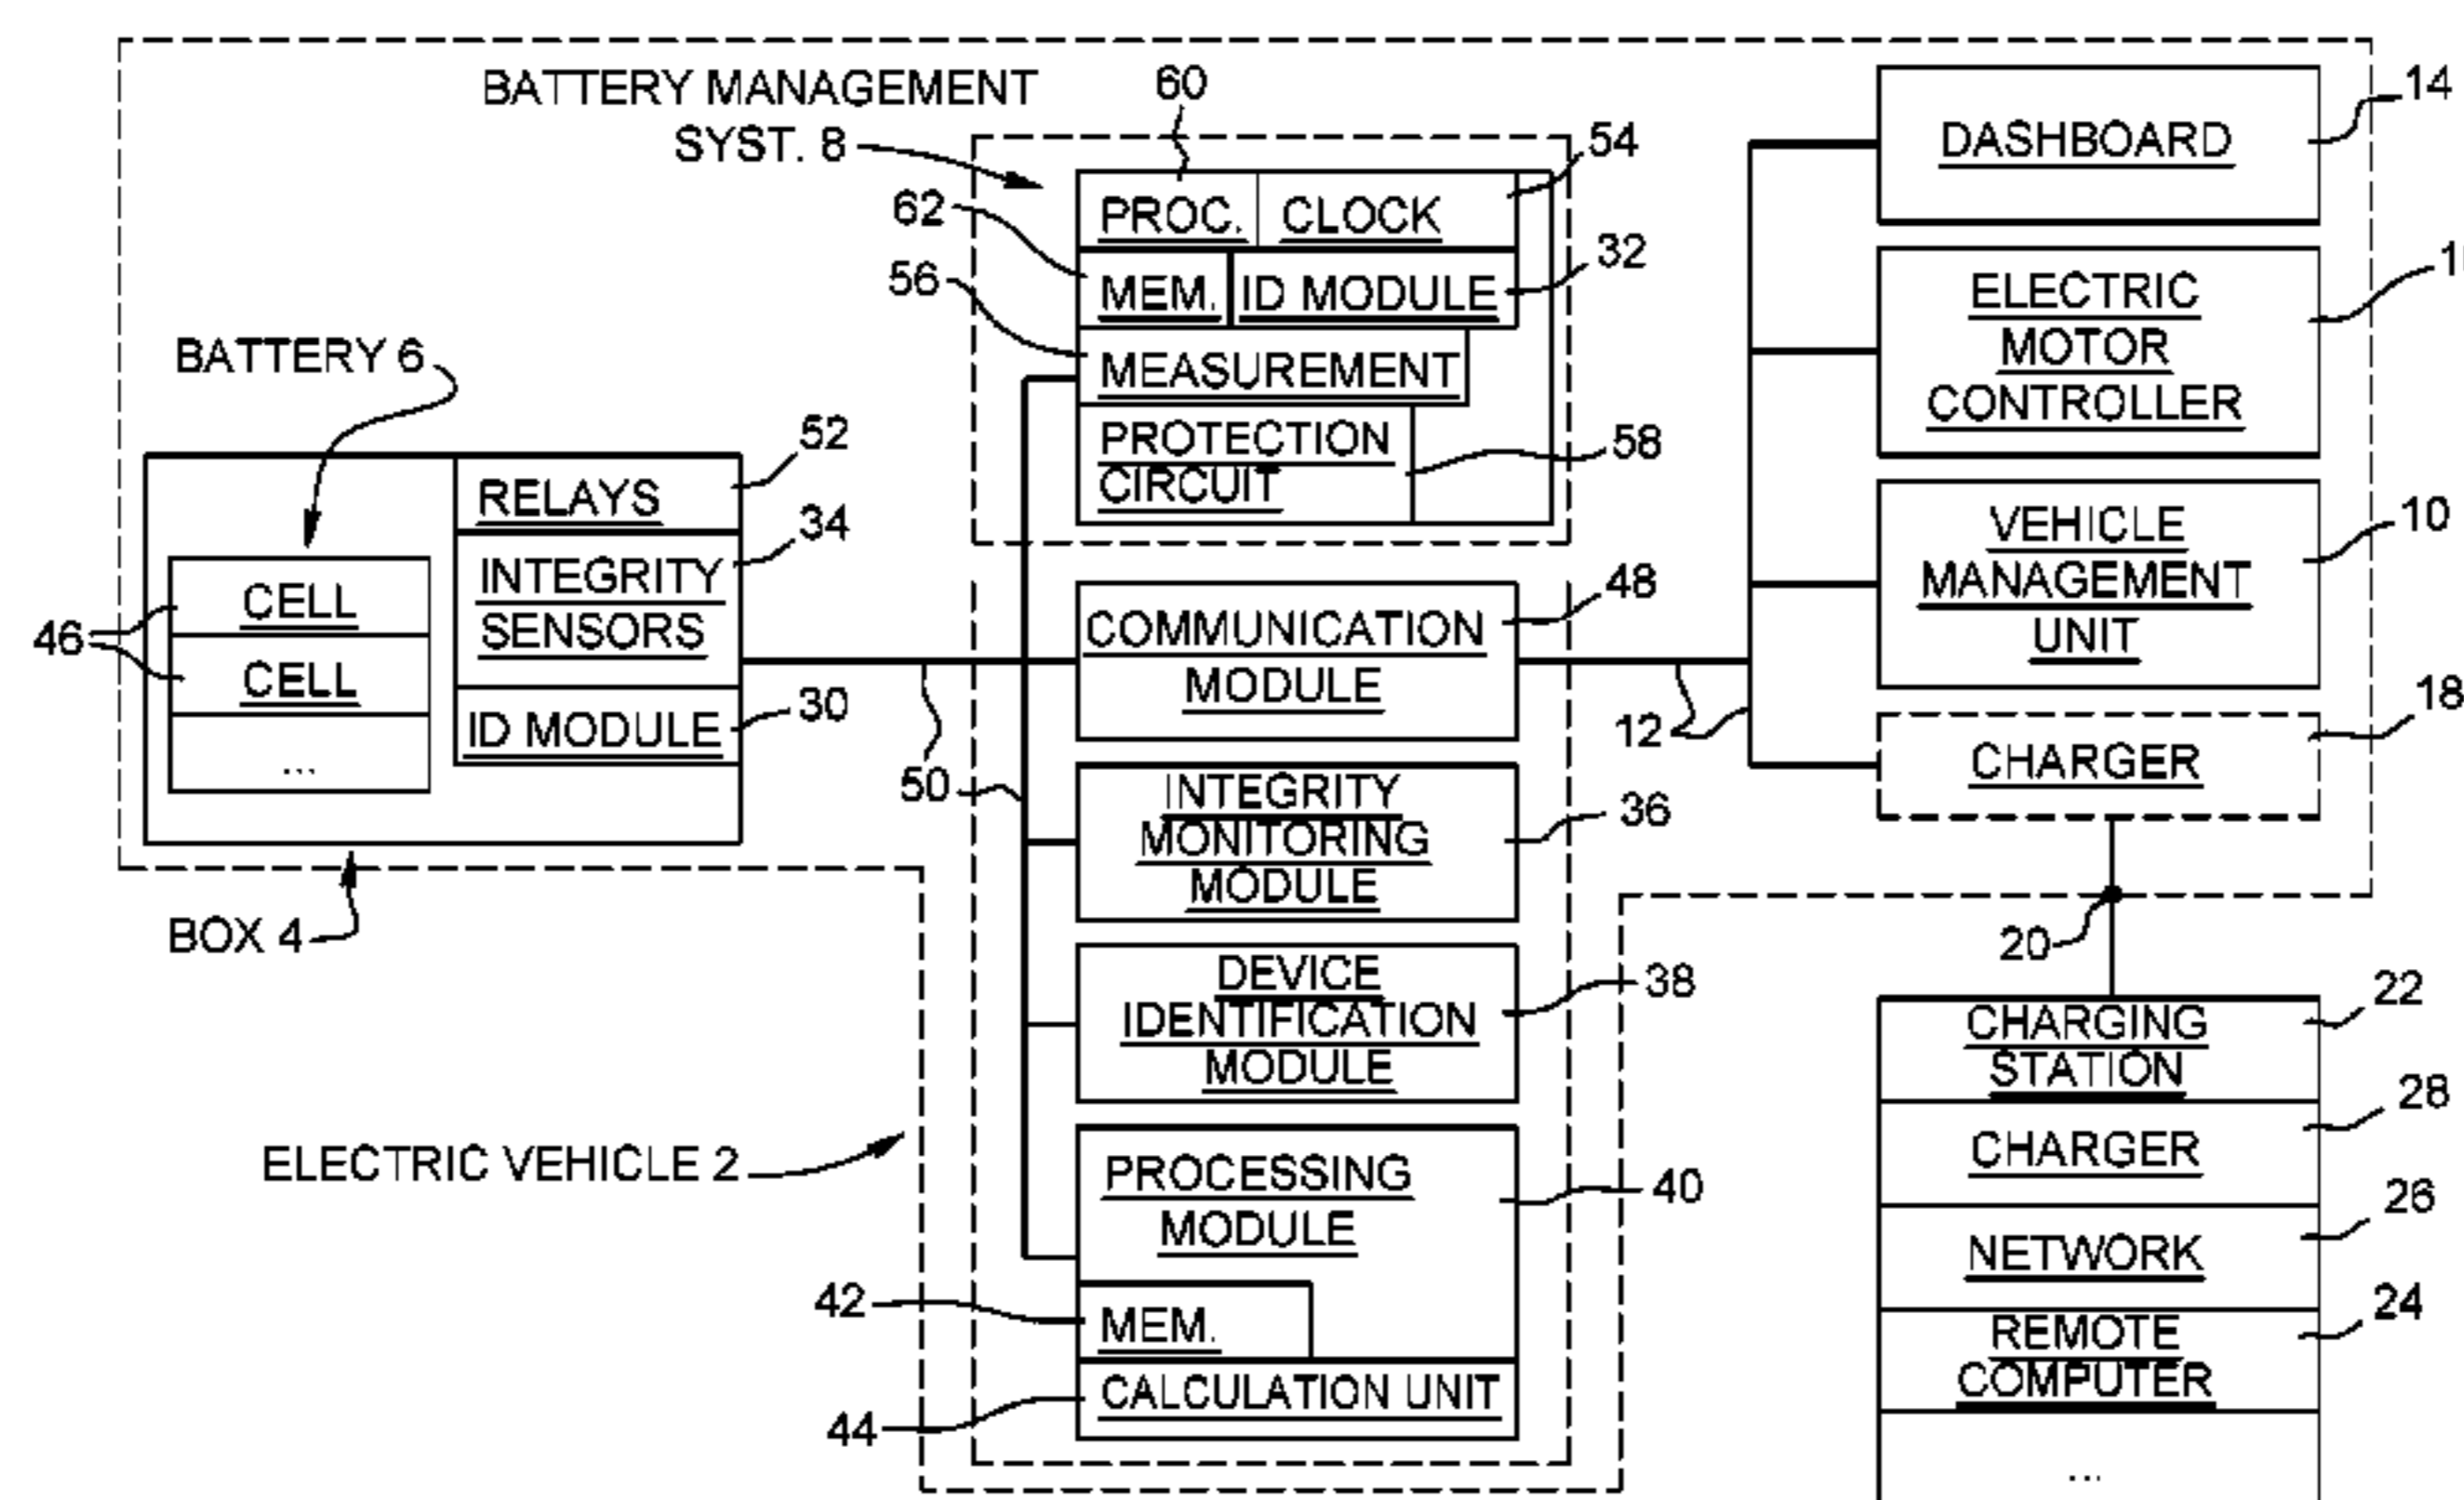 BATTERY MANAGEMENT
SYST. 8
60
54
62
PROC.
CLOCK
32
56
MEM.
ID MODULE
MEASUREMENT
PROTECTION
CIRCUIT
58
BATTERY 6
52
RELAYS
34
INTEGRITY
SENSORS
46
CELL
CELL
...
ID MODULE
30
BOX 4
50
COMMUNICATION
MODULE
48
12
INTEGRITY
MONITORING
MODULE
36
DEVICE
IDENTIFICATION
MODULE
38
ELECTRIC VEHICLE 2
PROCESSING
MODULE
40
42
MEM.
44
CALCULATION UNIT
DASHBOARD
14
ELECTRIC
MOTOR
CONTROLLER
VEHICLE
MANAGEMENT
UNIT
10
18
CHARGER
20
22
CHARGING
STATION
28
CHARGER
26
NETWORK
24
REMOTE
COMPUTER
...